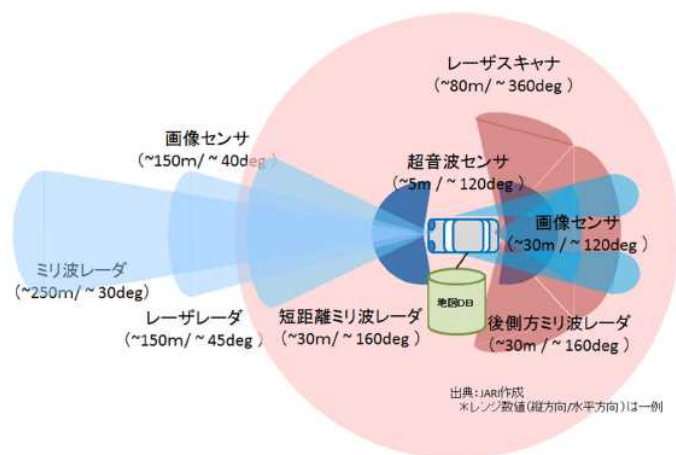 レーザスキャナ
（~80m/ ~ 360deg ）
画像センサ
（~150m/ ~ 40deg ）
超音波センサ
（~5m / ~ 120deg ）
画像センサ
（~30m / ~ 120deg ）
ミリ波レーダ
（~250m/ ~ 30deg）
地図DB
レーザレーダ
（~150m/ ~ 45deg ）
短距離ミリ波レーダ
（~30m/ ~ 160deg ）
後側方ミリ波レーダ
（~30m / ~ 160deg ）
出典：JARI作成
＊レンジ数値（縦方向/水平方向）は一例